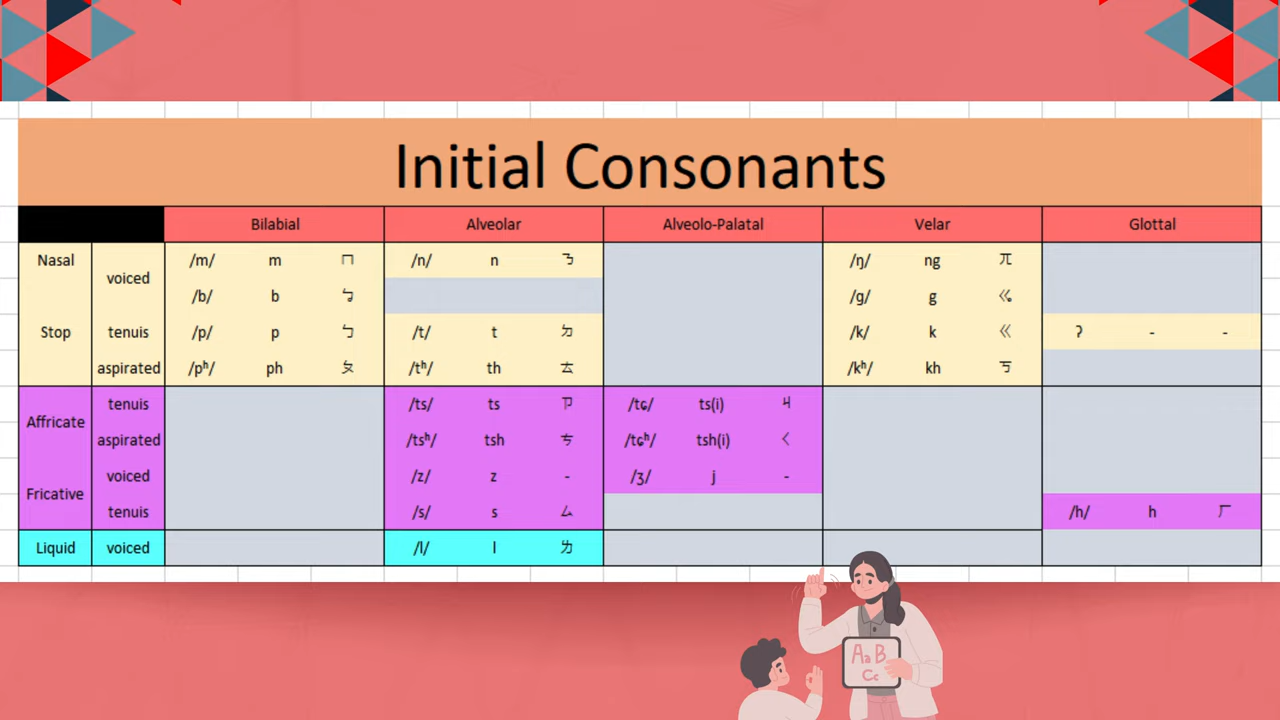 Initial Consonants
Bilabial Alveolar Alveolo-Palatal Velar Glottal
Nasal /m/ m ㄇ /n/ n ㄋ /ŋ/ ng ㄫ
voiced
/b/ b ㆠ /g/ g ㆣ
Stop tenuis /p/ p ㄅ /t/ t ㄉ /k/ k ㄍ ʔ - -
aspirated /pʰ/ ph ㄆ /tʰ/ th ㄊ /kʰ/ kh ㄎ
tenuis /ts/ ts ㄗ /tɕ/ ts(i) ㄐ
Affricate
aspirated /tsʰ/ tsh ㄘ /tɕʰ/ tsh(i) ㄑ
voiced /z/ z - /ʒ/ j -
Fricative
tenuis /s/ s ㄙ /h/ h ㄏ
Liquid voiced /l/ l ㄌ
Aa B
Cc